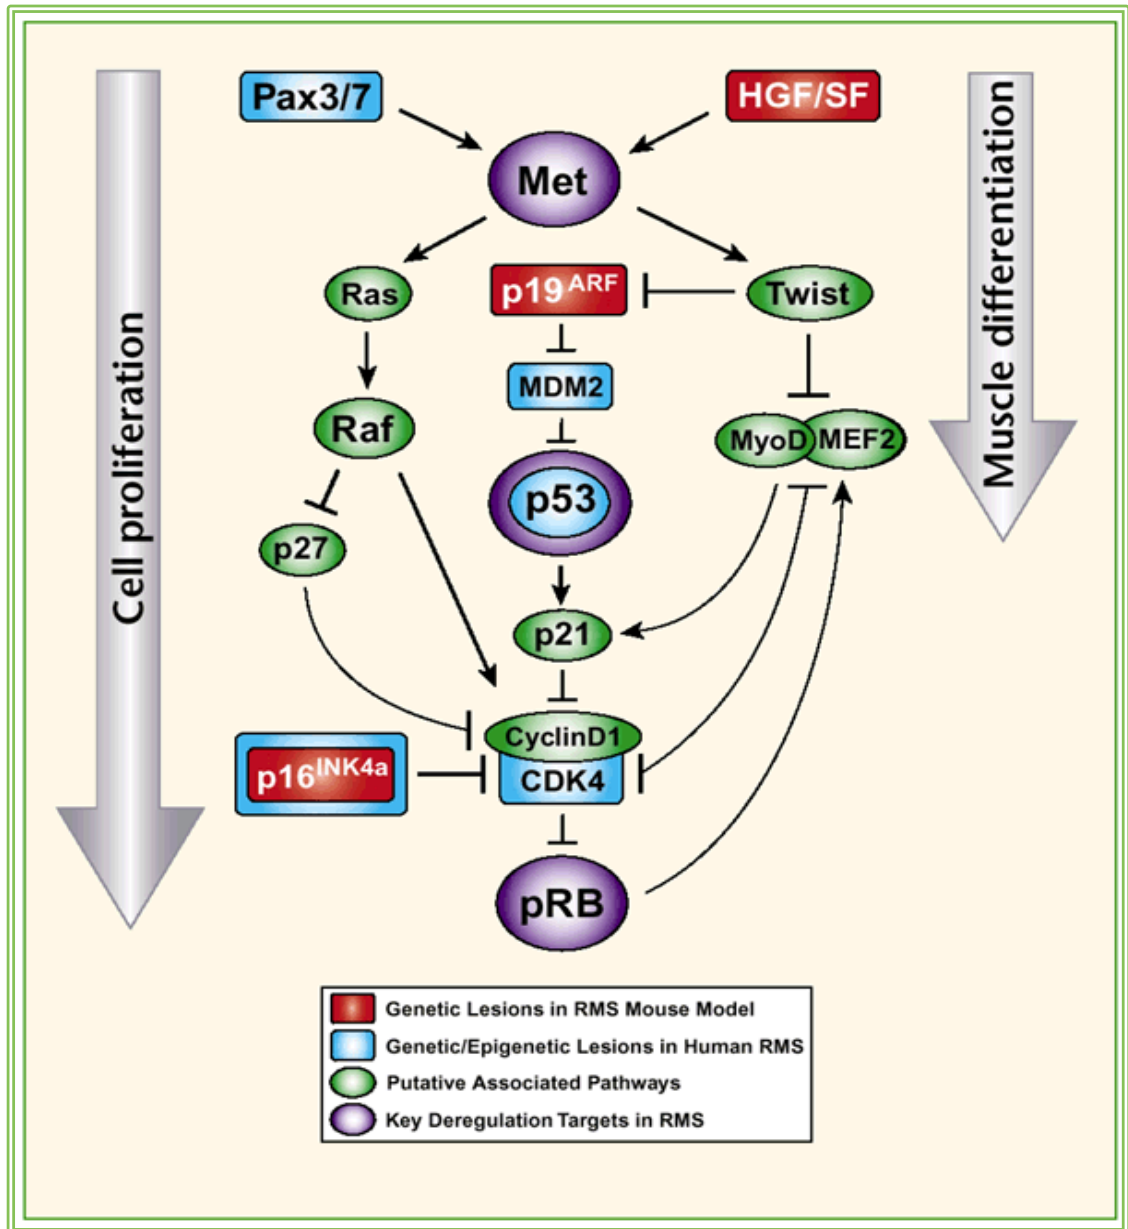 Pax3/7
HGF/SF
Met
Ras
p19ARF
Twist
MDM2
Raf
MyoD
MEF2
p53
p27
p21
CyclinD1
p16INK4a
CDK4
pRB
Cell proliferation
Muscle differentiation
Genetic Lesions in RMS Mouse Model
Genetic/Epigenetic Lesions in Human RMS
Putative Associated Pathways
Key Deregulation Targets in RMS